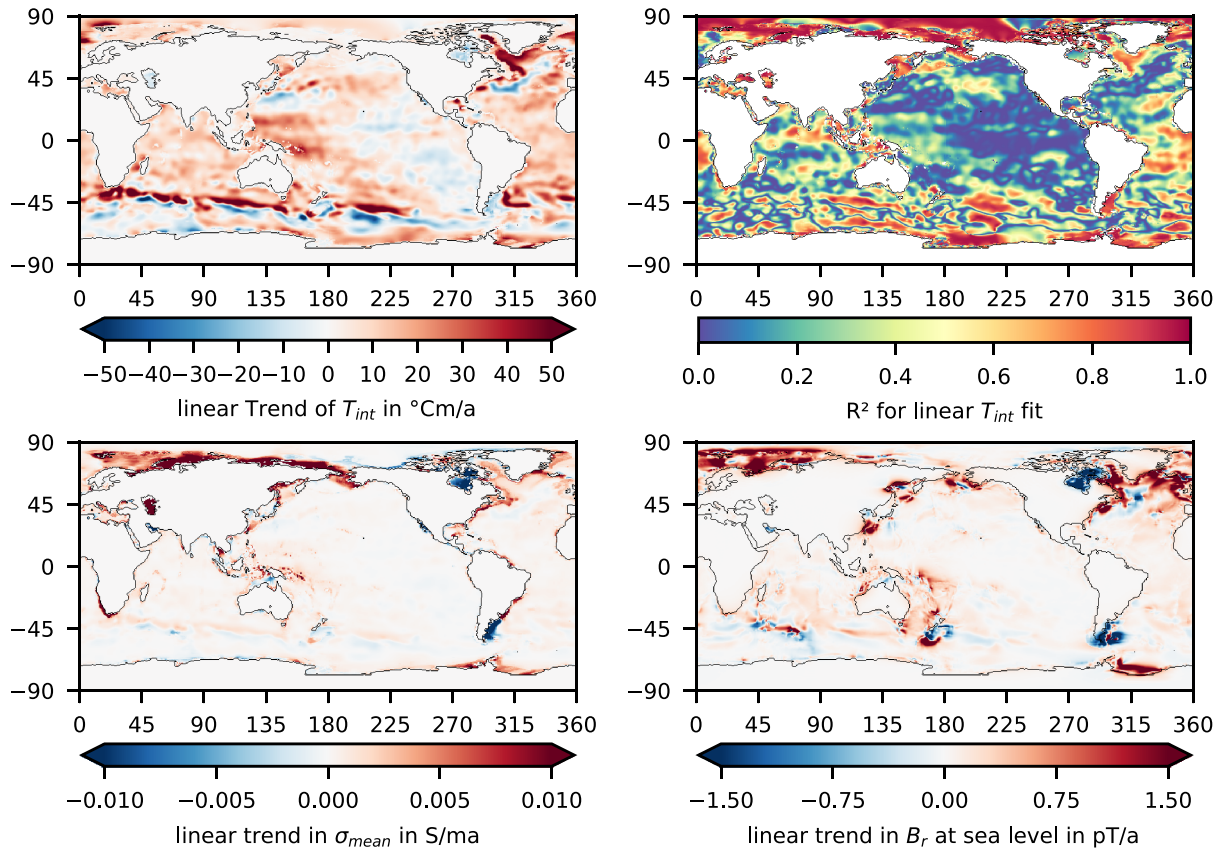 90
45
0
−45
−90
0 45 90 135 180 225 270 315 360
−50 −40 −30 −20 −10 0 10 20 30 40 50
linear Trend of T_int in °Cm/a
90
45
0
−45
−90
0 45 90 135 180 225 270 315 360
0.0 0.2 0.4 0.6 0.8 1.0
R² for linear T_int fit
90
45
0
−45
−90
0 45 90 135 180 225 270 315 360
−0.010 −0.005 0.000 0.005 0.010
linear trend in σ_mean in S/ma
90
45
0
−45
−90
0 45 90 135 180 225 270 315 360
−1.50 −0.75 0.00 0.75 1.50
linear trend in B_r at sea level in pT/a